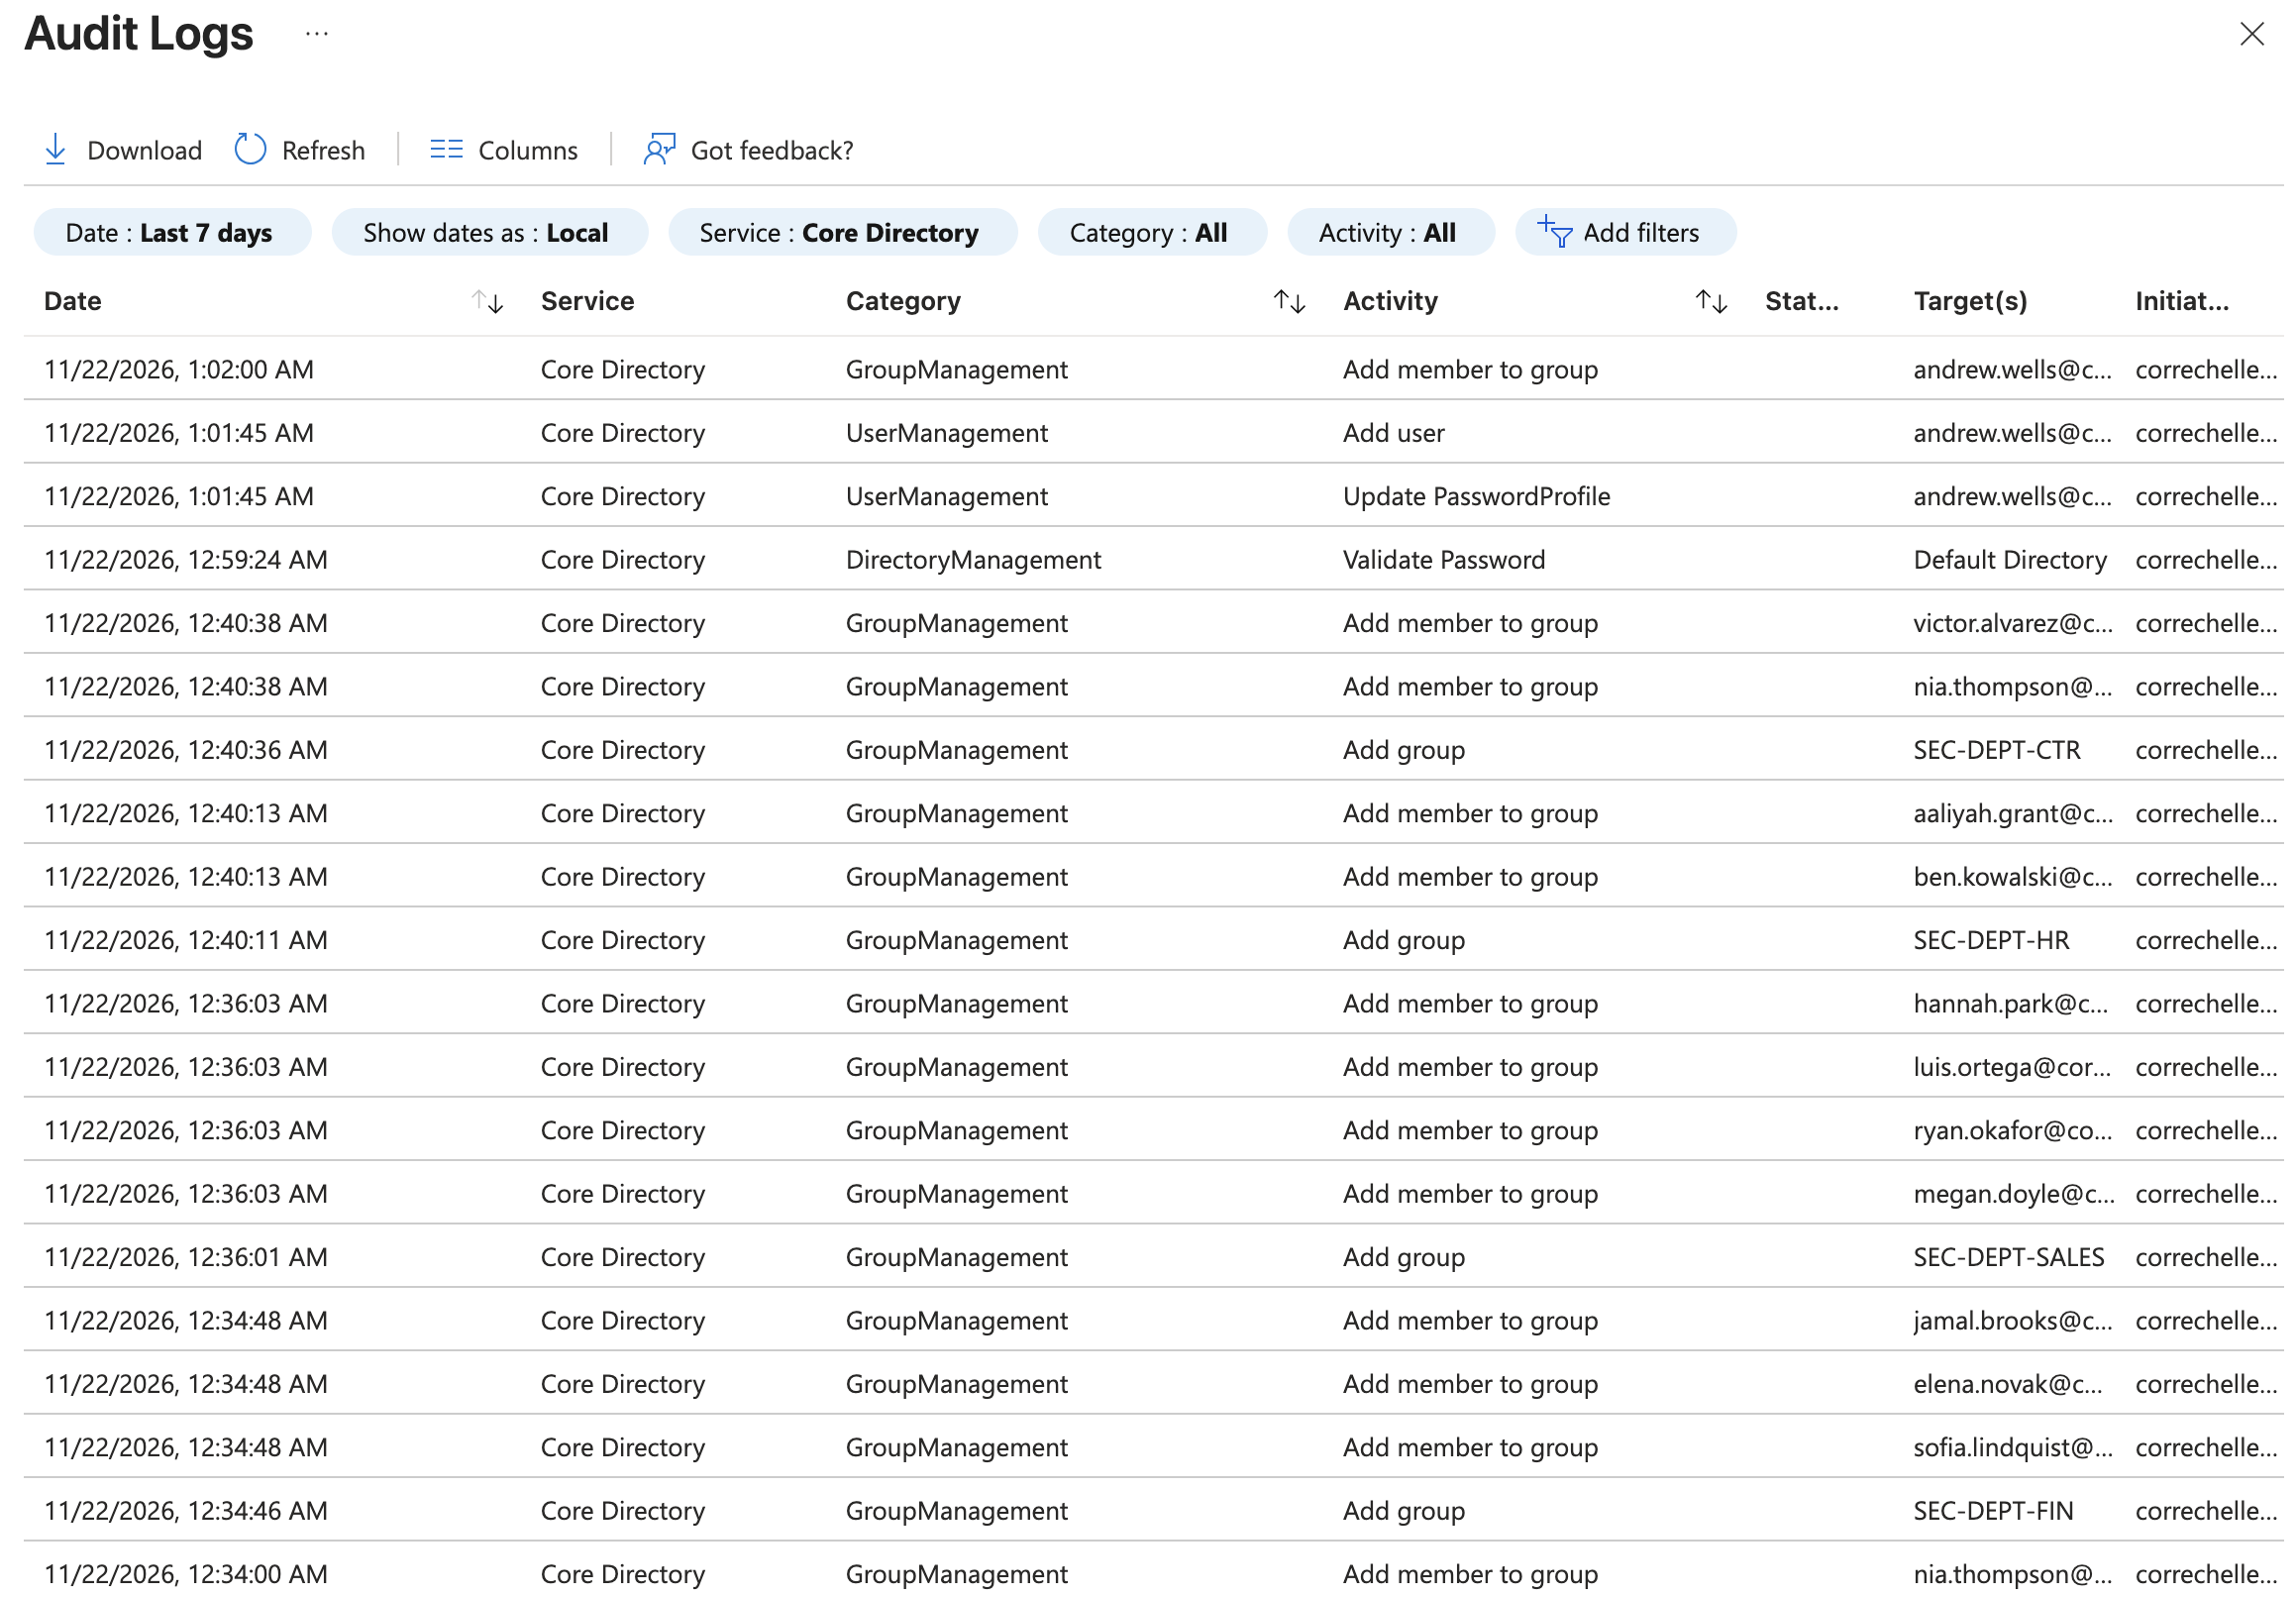 Audit Logs ...
Download Refresh Columns Got feedback?
Date : Last 7 days Show dates as : Local Service : Core Directory Category : All Activity : All Add filters
Date Service Category Activity Stat... Target(s) Initiat...
11/22/2026, 1:02:00 AM Core Directory GroupManagement Add member to group andrew.wells@c... correchelle...
11/22/2026, 1:01:45 AM Core Directory UserManagement Add user andrew.wells@c... correchelle...
11/22/2026, 1:01:45 AM Core Directory UserManagement Update PasswordProfile andrew.wells@c... correchelle...
11/22/2026, 12:59:24 AM Core Directory DirectoryManagement Validate Password Default Directory correchelle...
11/22/2026, 12:40:38 AM Core Directory GroupManagement Add member to group victor.alvarez@c... correchelle...
11/22/2026, 12:40:38 AM Core Directory GroupManagement Add member to group nia.thompson@... correchelle...
11/22/2026, 12:40:36 AM Core Directory GroupManagement Add group SEC-DEPT-CTR correchelle...
11/22/2026, 12:40:13 AM Core Directory GroupManagement Add member to group aaliyah.grant@c... correchelle...
11/22/2026, 12:40:13 AM Core Directory GroupManagement Add member to group ben.kowalski@c... correchelle...
11/22/2026, 12:40:11 AM Core Directory GroupManagement Add group SEC-DEPT-HR correchelle...
11/22/2026, 12:36:03 AM Core Directory GroupManagement Add member to group hannah.park@c... correchelle...
11/22/2026, 12:36:03 AM Core Directory GroupManagement Add member to group luis.ortega@cor... correchelle...
11/22/2026, 12:36:03 AM Core Directory GroupManagement Add member to group ryan.okafor@co... correchelle...
11/22/2026, 12:36:03 AM Core Directory GroupManagement Add member to group megan.doyle@c... correchelle...
11/22/2026, 12:36:01 AM Core Directory GroupManagement Add group SEC-DEPT-SALES correchelle...
11/22/2026, 12:34:48 AM Core Directory GroupManagement Add member to group jamal.brooks@c... correchelle...
11/22/2026, 12:34:48 AM Core Directory GroupManagement Add member to group elena.novak@c... correchelle...
11/22/2026, 12:34:48 AM Core Directory GroupManagement Add member to group sofia.lindquist@... correchelle...
11/22/2026, 12:34:46 AM Core Directory GroupManagement Add group SEC-DEPT-FIN correchelle...
11/22/2026, 12:34:00 AM Core Directory GroupManagement Add member to group nia.thompson@... correchelle...